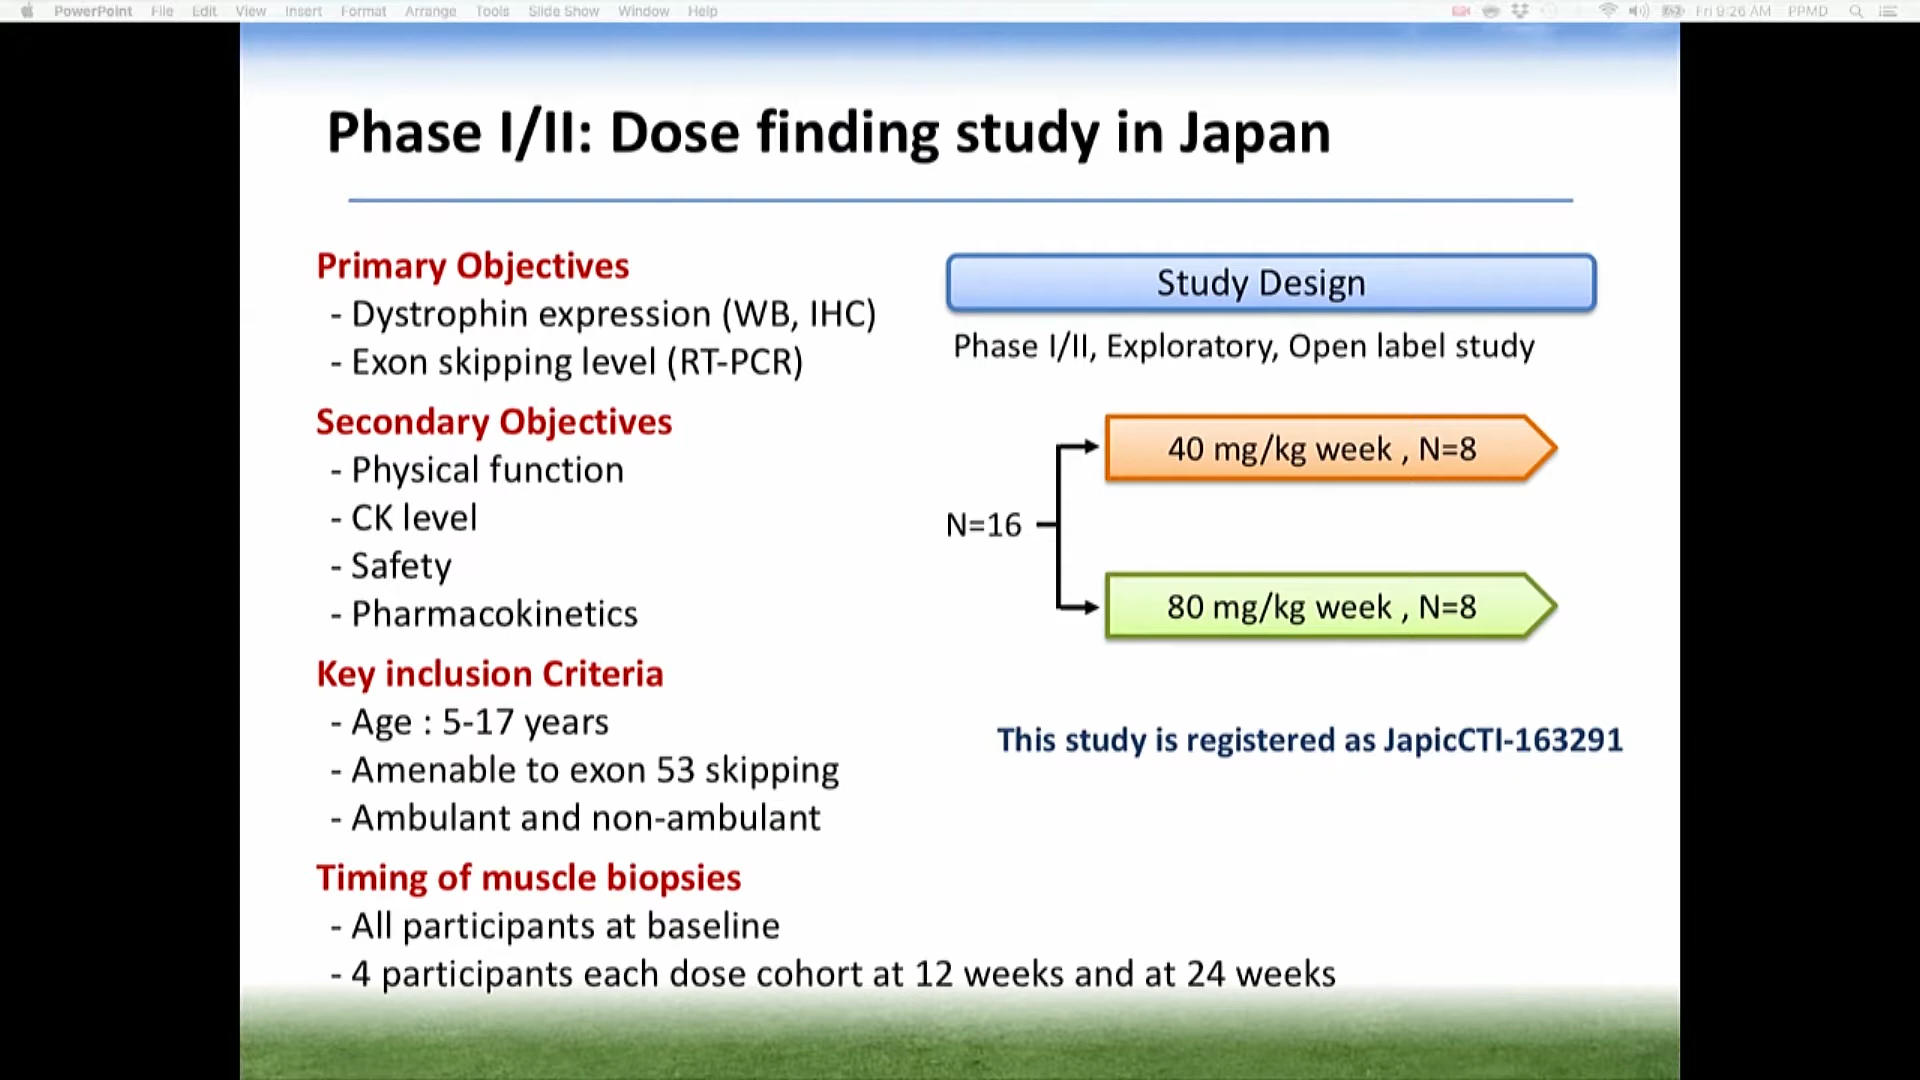 PowerPoint File Edit View Insert Format Arrange Tools Slide Show Window Help Fri 9:26 AM PPMD
Phase I/II: Dose finding study in Japan
Primary Objectives
- Dystrophin expression (WB, IHC)
- Exon skipping level (RT-PCR)
Secondary Objectives
- Physical function
- CK level
- Safety
- Pharmacokinetics
Key inclusion Criteria
- Age : 5-17 years
- Amenable to exon 53 skipping
- Ambulant and non-ambulant
Timing of muscle biopsies
- All participants at baseline
- 4 participants each dose cohort at 12 weeks and at 24 weeks
Study Design
Phase I/II, Exploratory, Open label study
40 mg/kg week , N=8
N=16
80 mg/kg week , N=8
This study is registered as JapicCTI-163291